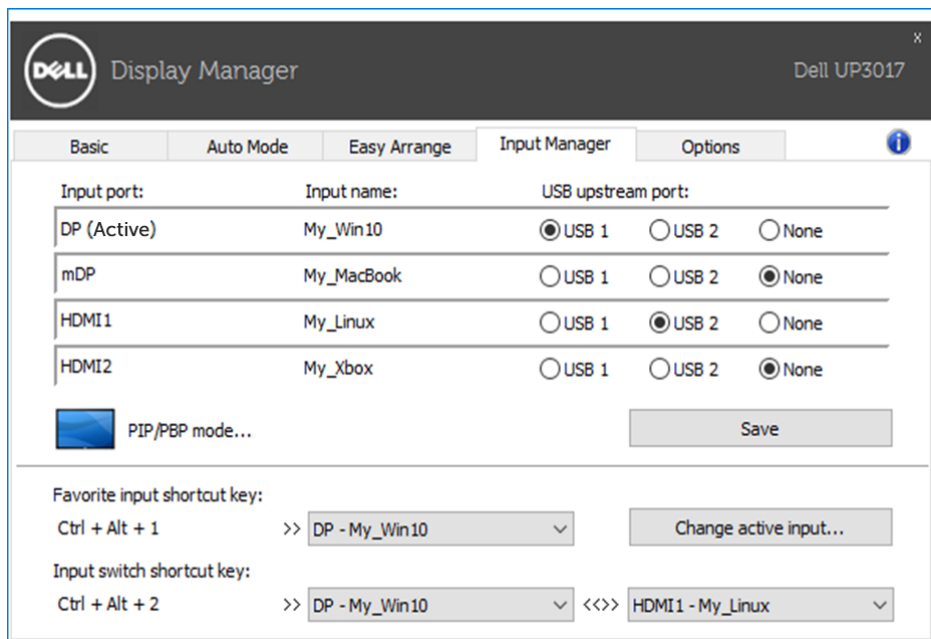 x
DELL Display Manager Dell UP3017
Basic Auto Mode Easy Arrange Input Manager Options i
Input port: Input name: USB upstream port:
DP (Active) My_Win10 USB 1 USB 2 None
mDP My_MacBook USB 1 USB 2 None
HDMI1 My_Linux USB 1 USB 2 None
HDMI2 My_Xbox USB 1 USB 2 None
PIP/PBP mode... Save
Favorite input shortcut key:
Ctrl + Alt + 1 >> DP - My_Win10 Change active input...
Input switch shortcut key:
Ctrl + Alt + 2 >> DP - My_Win10 <<>> HDMI1 - My_Linux